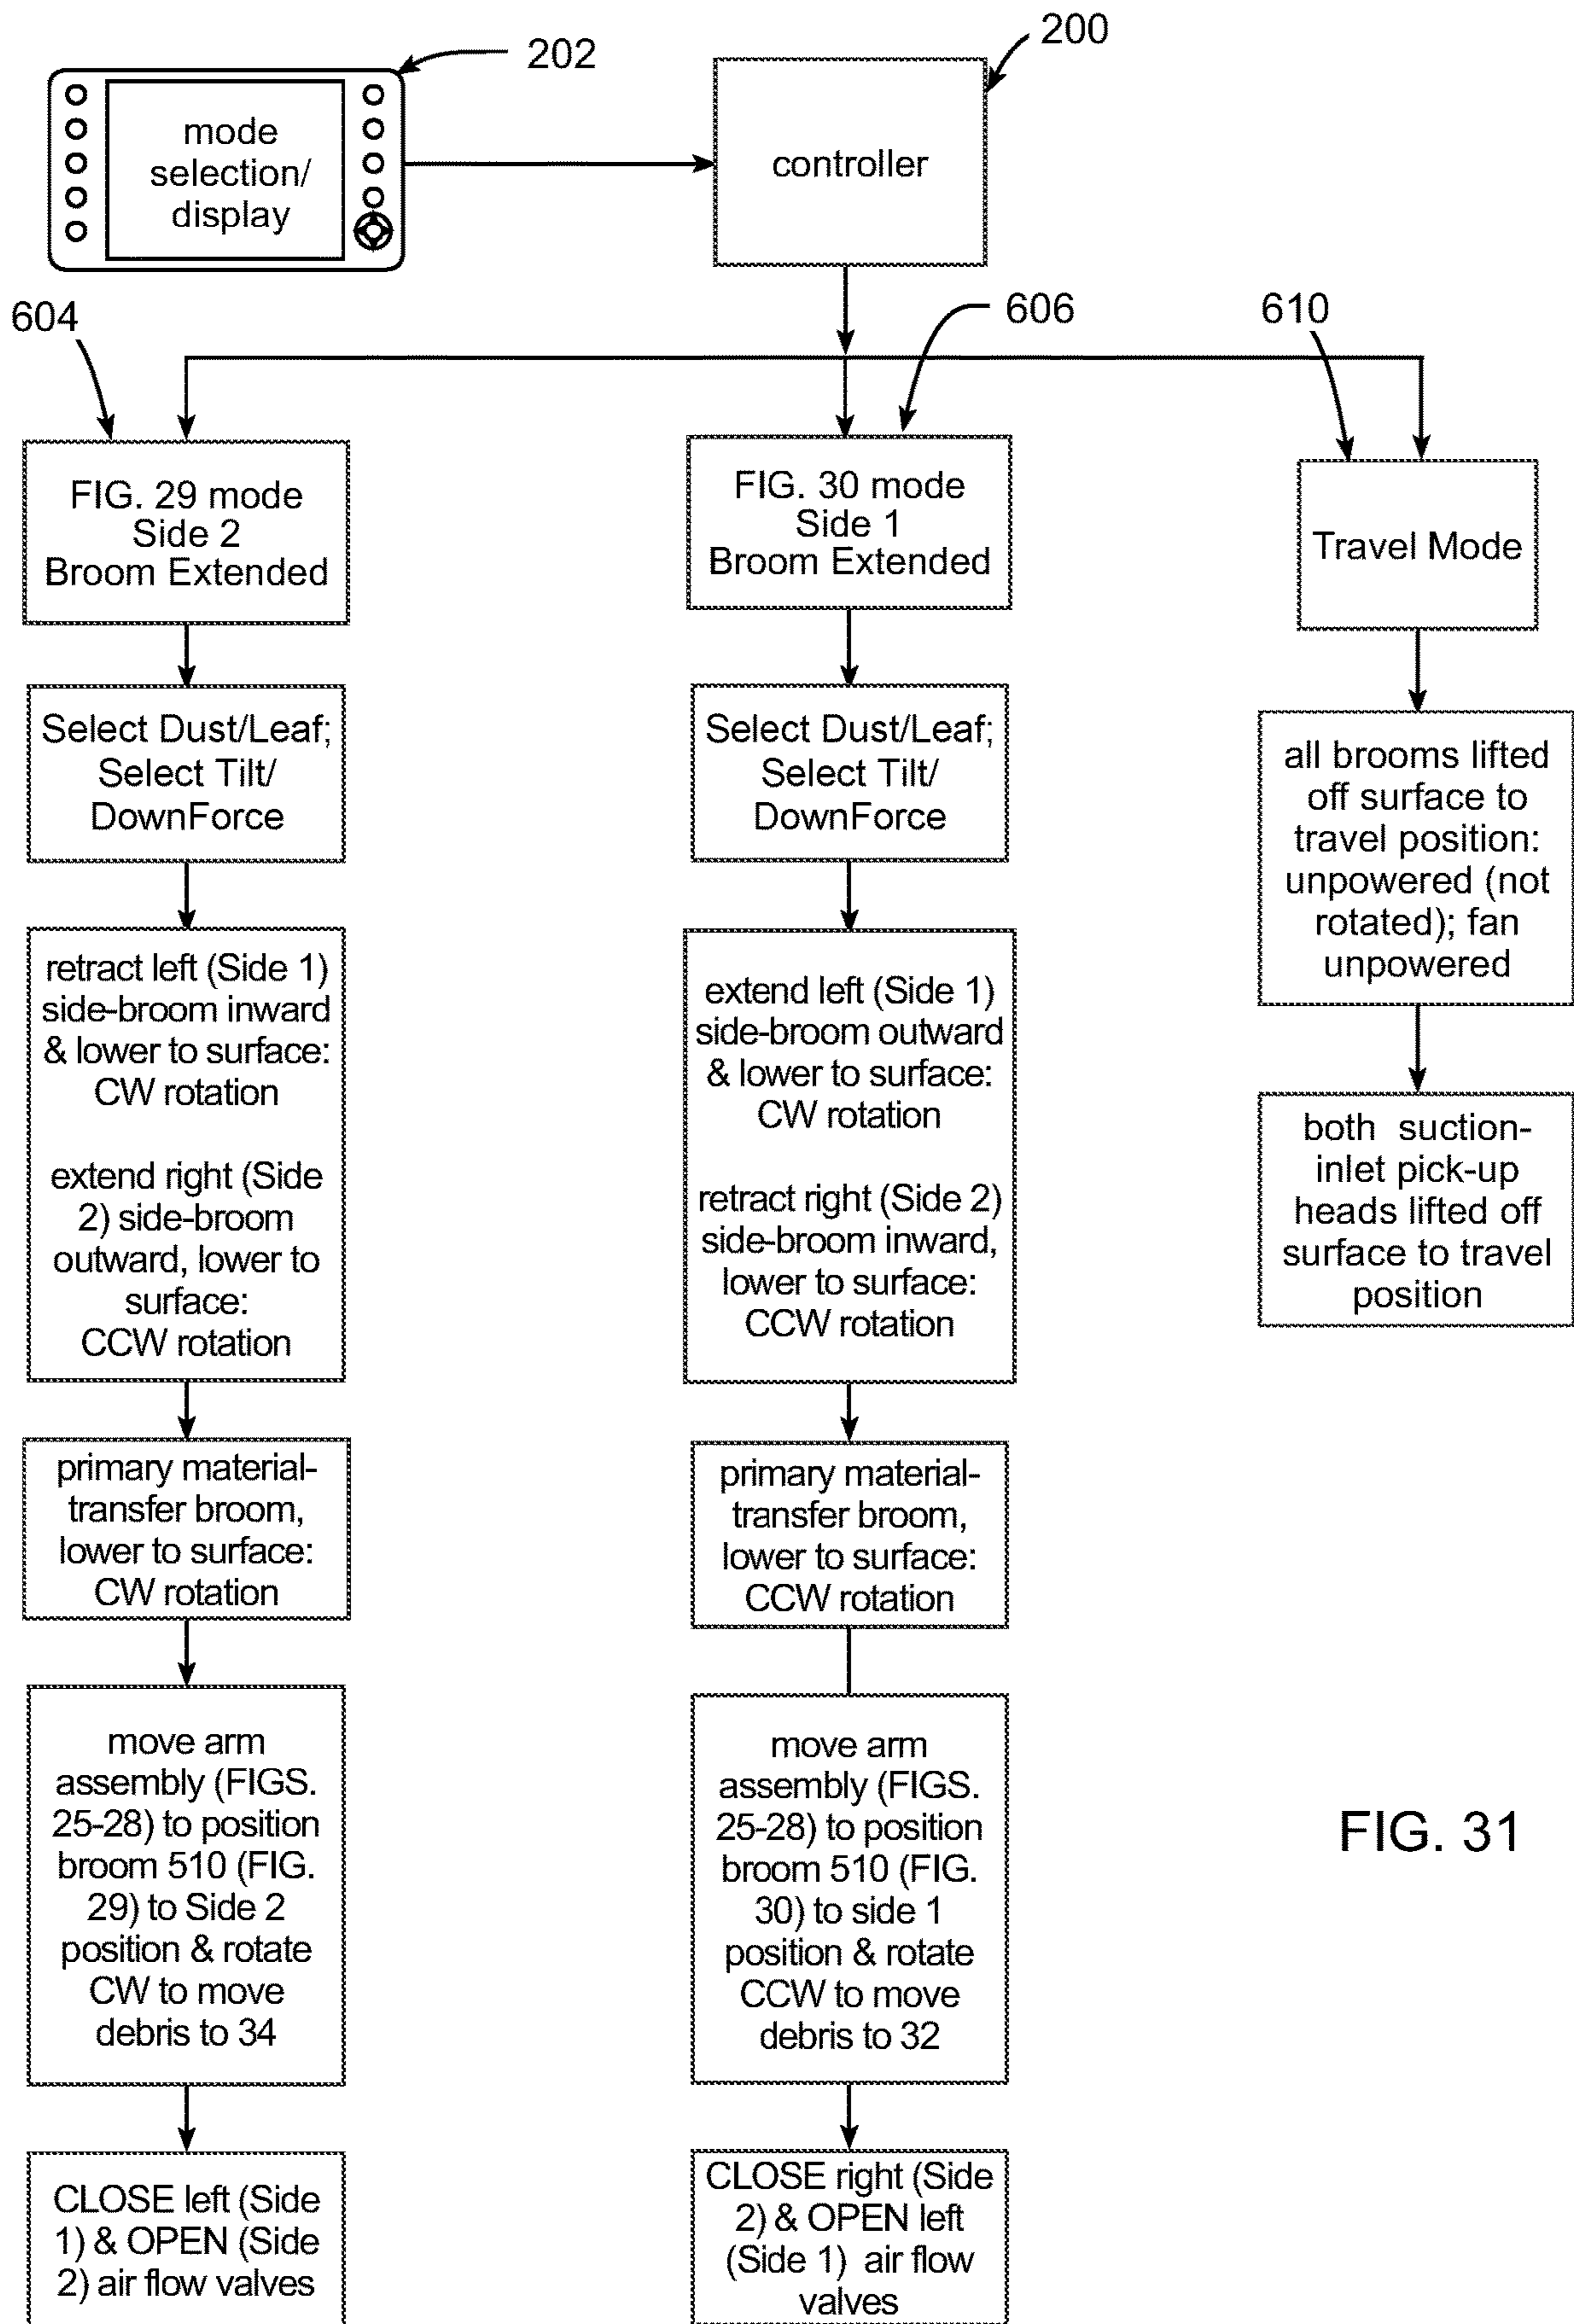 202
200
mode
selection/
display
controller
604
606
610
FIG. 29 mode
Side 2
Broom Extended
FIG. 30 mode
Side 1
Broom Extended
Travel Mode
Select Dust/Leaf;
Select Tilt/
DownForce
Select Dust/Leaf;
Select Tilt/
DownForce
all brooms lifted
off surface to
travel position:
unpowered (not
rotated); fan
unpowered
retract left (Side 1)
side-broom inward
& lower to surface:
CW rotation
extend right (Side
2) side-broom
outward, lower to
surface:
CCW rotation
extend left (Side 1)
side-broom outward
& lower to surface:
CW rotation
retract right (Side 2)
side-broom inward,
lower to surface:
CCW rotation
both suction-
inlet pick-up
heads lifted off
surface to travel
position
primary material-
transfer broom,
lower to surface:
CW rotation
primary material-
transfer broom,
lower to surface:
CCW rotation
move arm
assembly (FIGS.
25-28) to position
broom 510 (FIG.
29) to Side 2
position & rotate
CW to move
debris to 34
move arm
assembly (FIGS.
25-28) to position
broom 510 (FIG.
30) to side 1
position & rotate
CCW to move
debris to 32
FIG. 31
CLOSE left (Side
1) & OPEN (Side
2) air flow valves
CLOSE right (Side
2) & OPEN left
(Side 1) air flow
valves